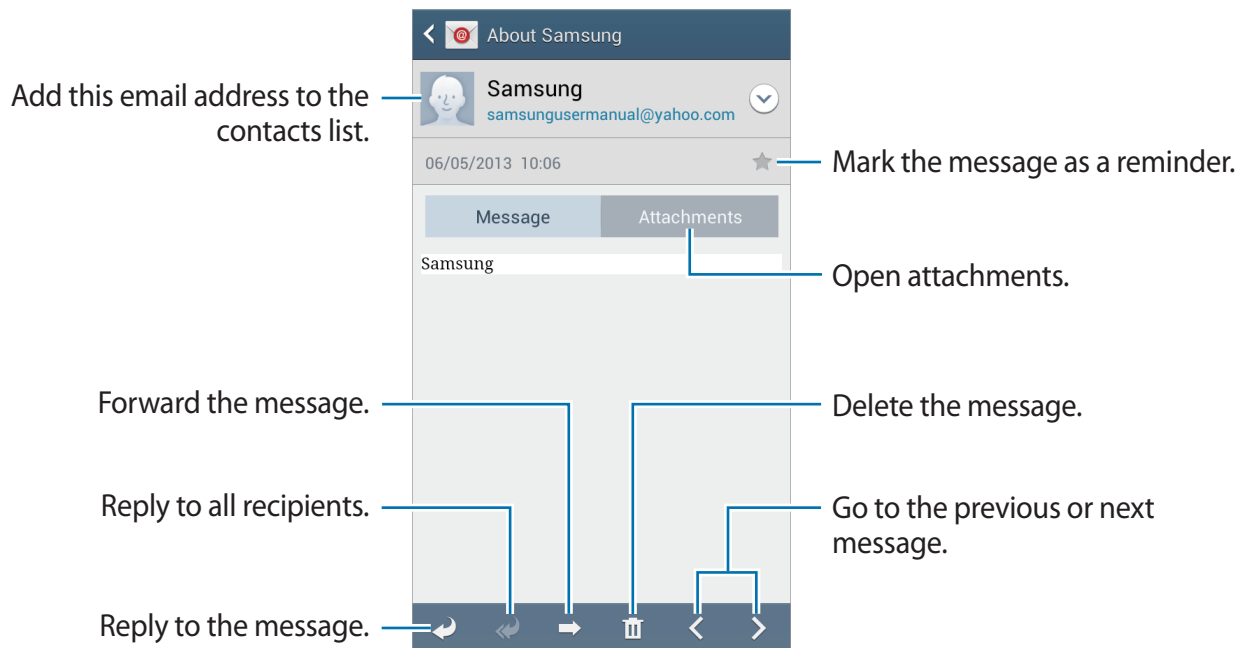 About Samsung
Add this email address to the
contacts list.
Samsung
samsungusermanual@yahoo.com
06/05/2013 10:06
Mark the message as a reminder.
Message
Attachments
Samsung
Open attachments.
Forward the message.
Delete the message.
Reply to all recipients.
Go to the previous or next
message.
Reply to the message.